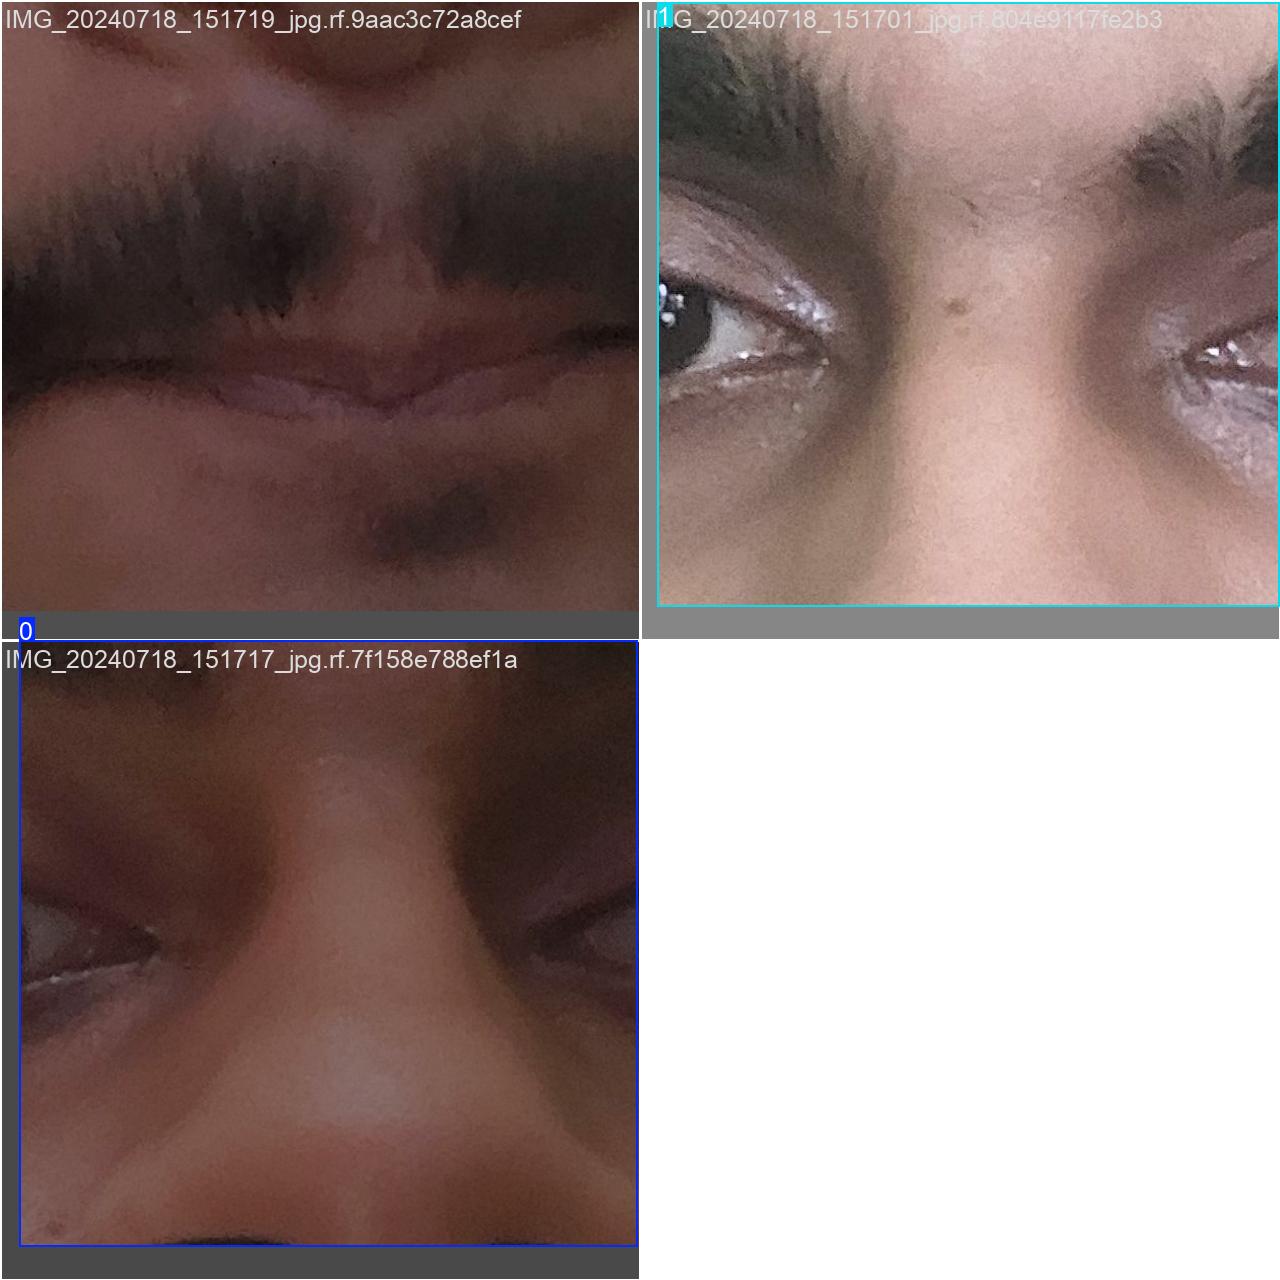 IMG_20240718_151719_jpg.rf.9aac3c72a8cef
1
IMG_20240718_151701_jpg.rf.804e9117fe2b3
0
IMG_20240718_151717_jpg.rf.7f158e788ef1a